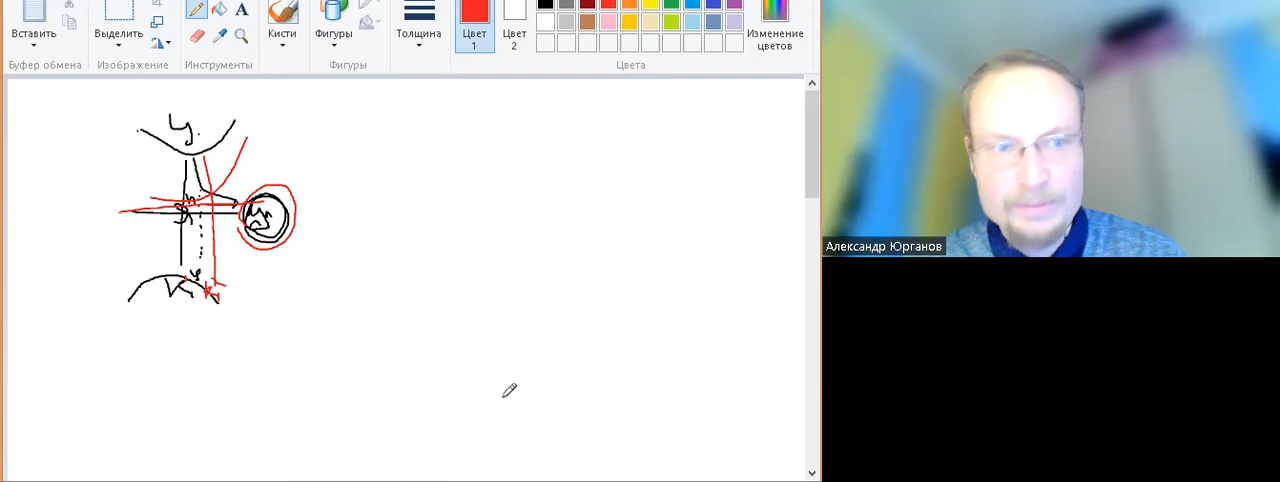 Вставить
Выделить
Кисти
Фигуры
Толщина
Цвет 1
Цвет 2
Изменение цветов
Буфер обмена
Изображение
Инструменты
Фигуры
Цвета
y
K
Александр Юрганов